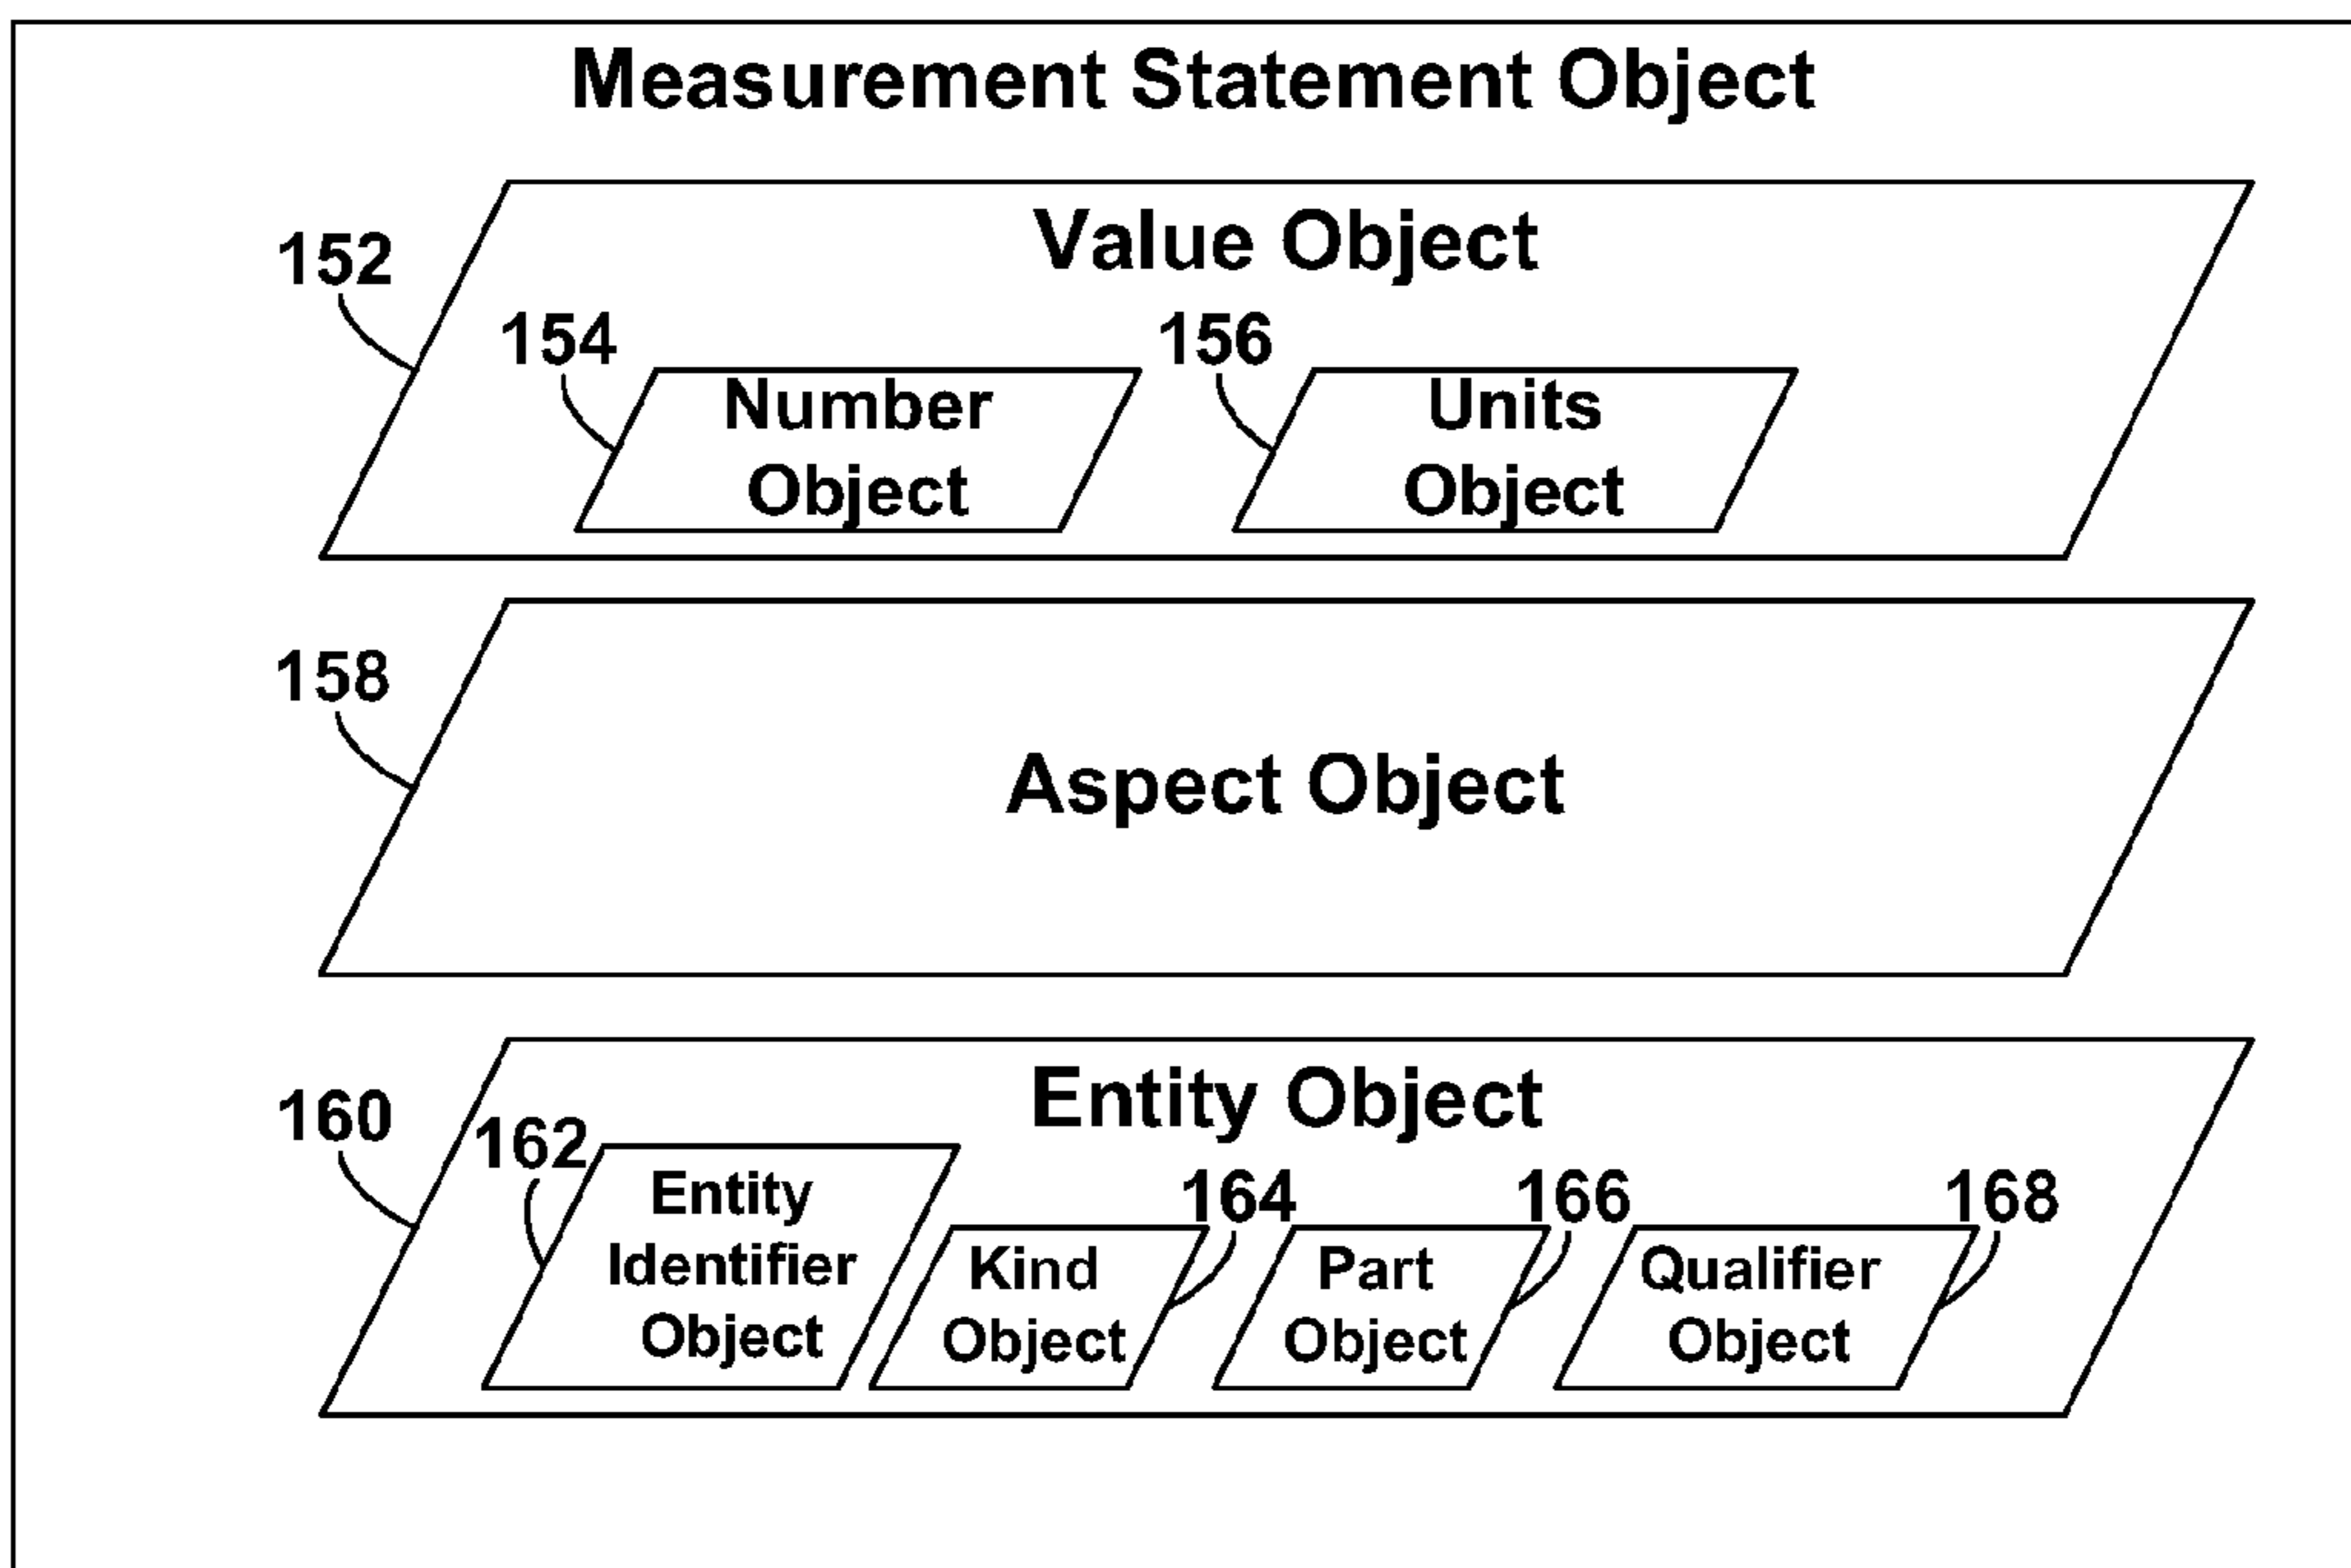 Measurement Statement Object
152
Value Object
154
156
Number
Object
Units
Object
158
Aspect Object
160
Entity Object
162
164
166
168
Entity
Identifier
Object
Kind
Object
Part
Object
Qualifier
Object